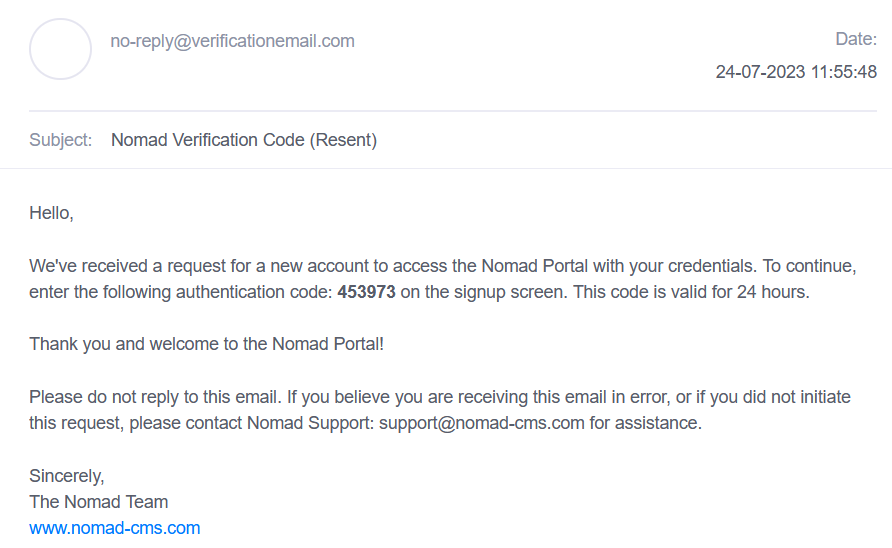 no-reply@verificationemail.com
Date:
24-07-2023 11:55:48
Subject: Nomad Verification Code (Resent)
Hello,
We've received a request for a new account to access the Nomad Portal with your credentials. To continue,
enter the following authentication code: 453973 on the signup screen. This code is valid for 24 hours.
Thank you and welcome to the Nomad Portal!
Please do not reply to this email. If you believe you are receiving this email in error, or if you did not initiate
this request, please contact Nomad Support: support@nomad-cms.com for assistance.
Sincerely,
The Nomad Team
www.nomad-cms.com